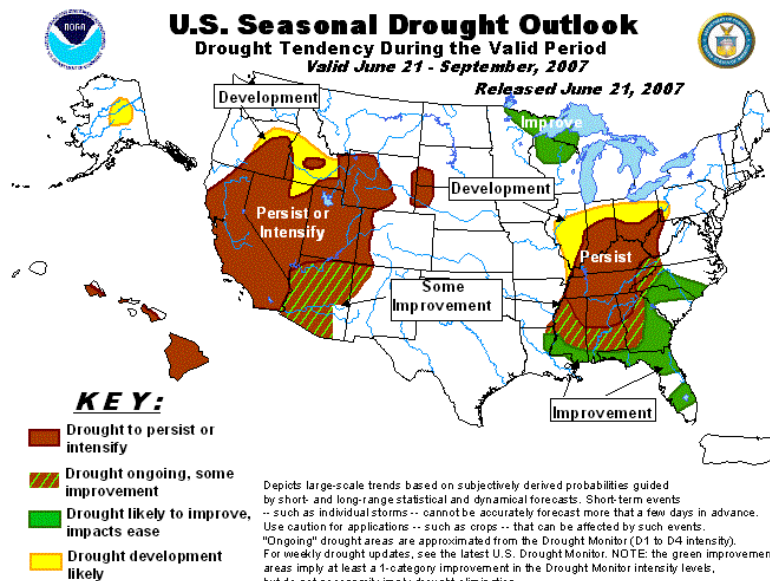 NOAA
U.S. Seasonal Drought Outlook
Drought Tendency During the Valid Period
Valid June 21 - September, 2007
Released June 21, 2007
Development
Improve
Development
Persist or
Intensify
Persist
Some
Improvement
Improvement
KEY:
Drought to persist or
intensify
Drought ongoing, some
improvement
Drought likely to improve,
impacts ease
Drought development
likely
Depicts large-scale trends based on subjectively derived probabilities guided
by short- and long-range statistical and dynamical forecasts. Short-term events
-- such as individual storms -- cannot be accurately forecast more than a few days in advance.
Use caution for applications -- such as crops -- that can be affected by such events.
"Ongoing" drought areas are approximated from the Drought Monitor (D1 to D4 intensity).
For weekly drought updates, see the latest U.S. Drought Monitor. NOTE: the green improvement
areas imply at least a 1-category improvement in the Drought Monitor intensity levels,